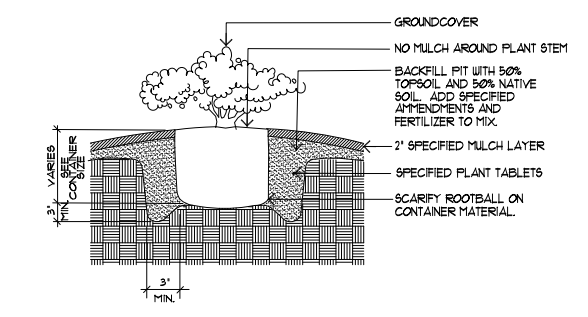 GROUNDCOVER
NO MULCH AROUND PLANT STEM
BACKFILL PIT WITH 50%
TOPSOIL AND 50% NATIVE
SOIL. ADD SPECIFIED
AMMENDMENTS AND
FERTILIZER TO MIX.
2" SPECIFIED MULCH LAYER
SPECIFIED PLANT TABLETS
SCARIFY ROOTBALL ON
CONTAINER MATERIAL.
VARIES
SEE
CONTAINER
SIZE
3"
MIN.
3"
MIN.